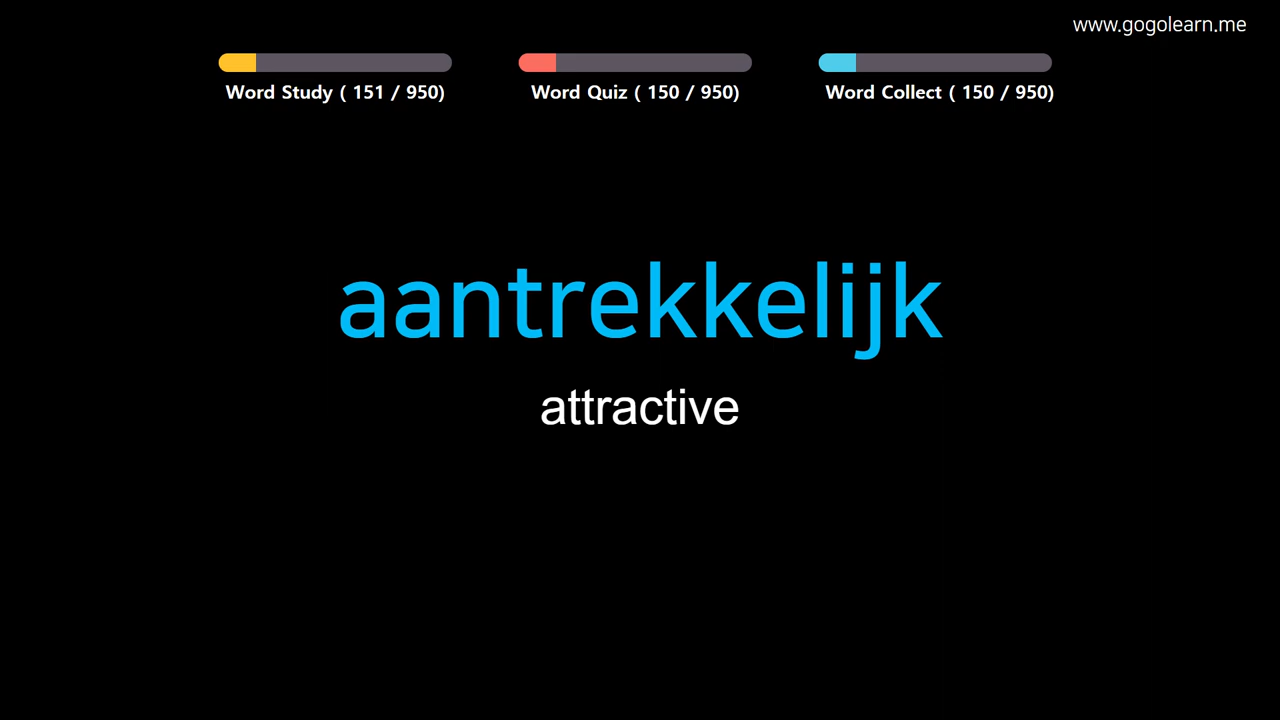 www.gogolearn.me
Word Study ( 151 / 950)
Word Quiz ( 150 / 950)
Word Collect ( 150 / 950)
aantrekkelijk
attractive